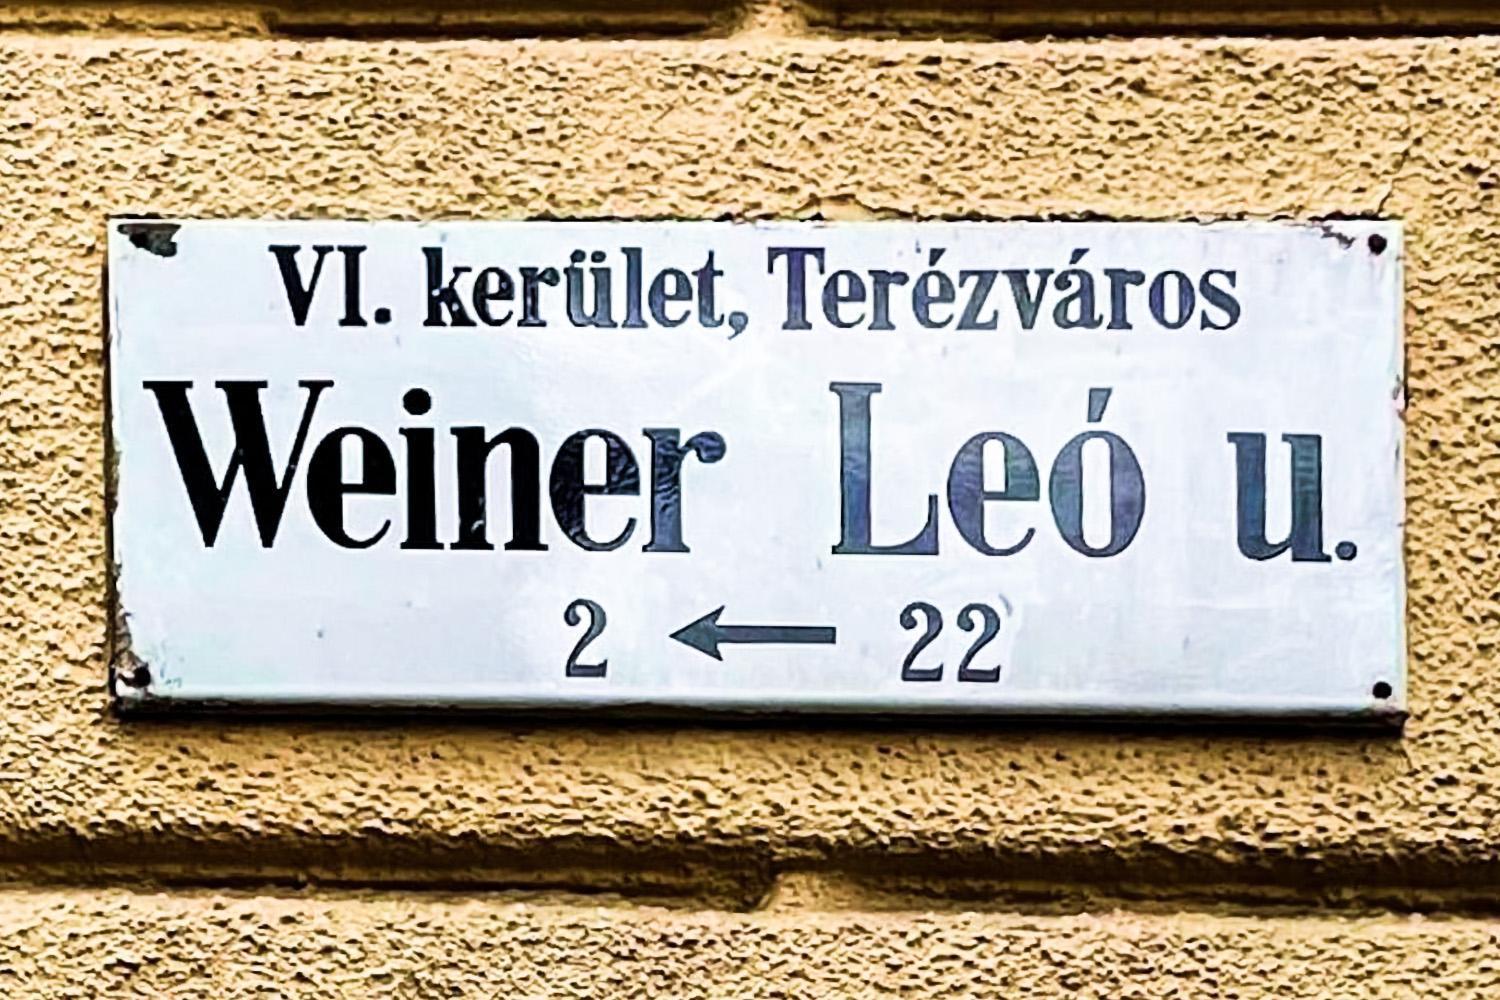 VI. kerület, Terézváros
Weiner Leó u.
2 ← 22